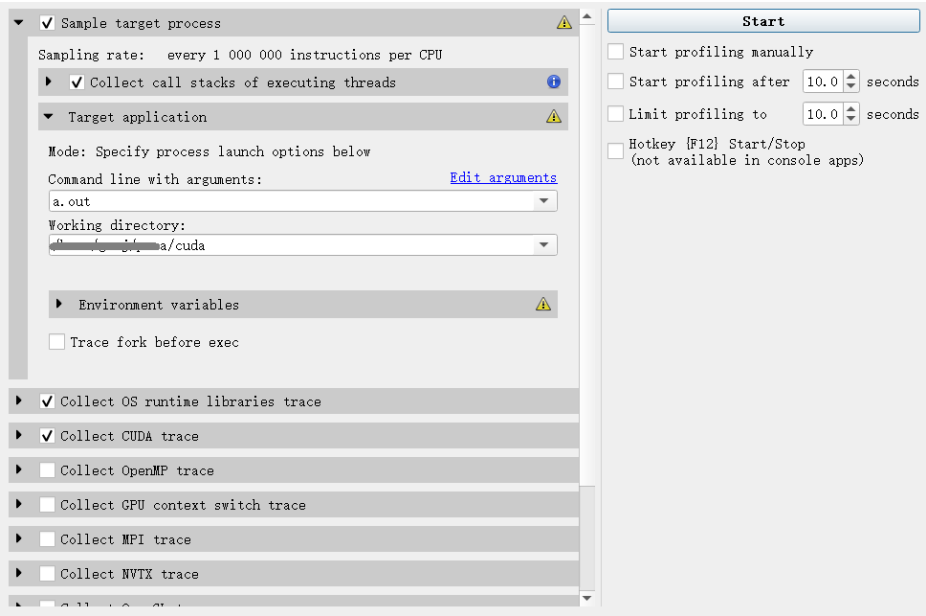 Sample target process
Sampling rate: every 1 000 000 instructions per CPU
Collect call stacks of executing threads
Target application
Mode: Specify process launch options below
Command line with arguments: Edit arguments
a.out
Working directory:
a/cuda
Environment variables
Trace fork before exec
Collect OS runtime libraries trace
Collect CUDA trace
Collect OpenMP trace
Collect GPU context switch trace
Collect MPI trace
Collect NVTX trace
Start
Start profiling manually
Start profiling after 10.0 seconds
Limit profiling to 10.0 seconds
Hotkey {F12} Start/Stop
(not available in console apps)